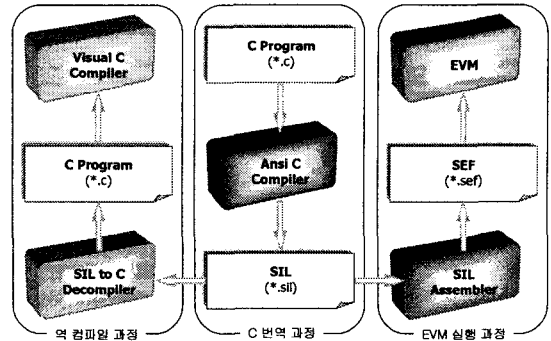 Visual C
Compiler
C Program
(*.c)
SIL to C
Decompiler
역 컴파일 과정
C Program
(*.c)
Ansi C
Compiler
SIL
(*.sil)
C 번역 과정
EVM
SEF
(*.sef)
SIL
Assembler
EVM 실행 과정